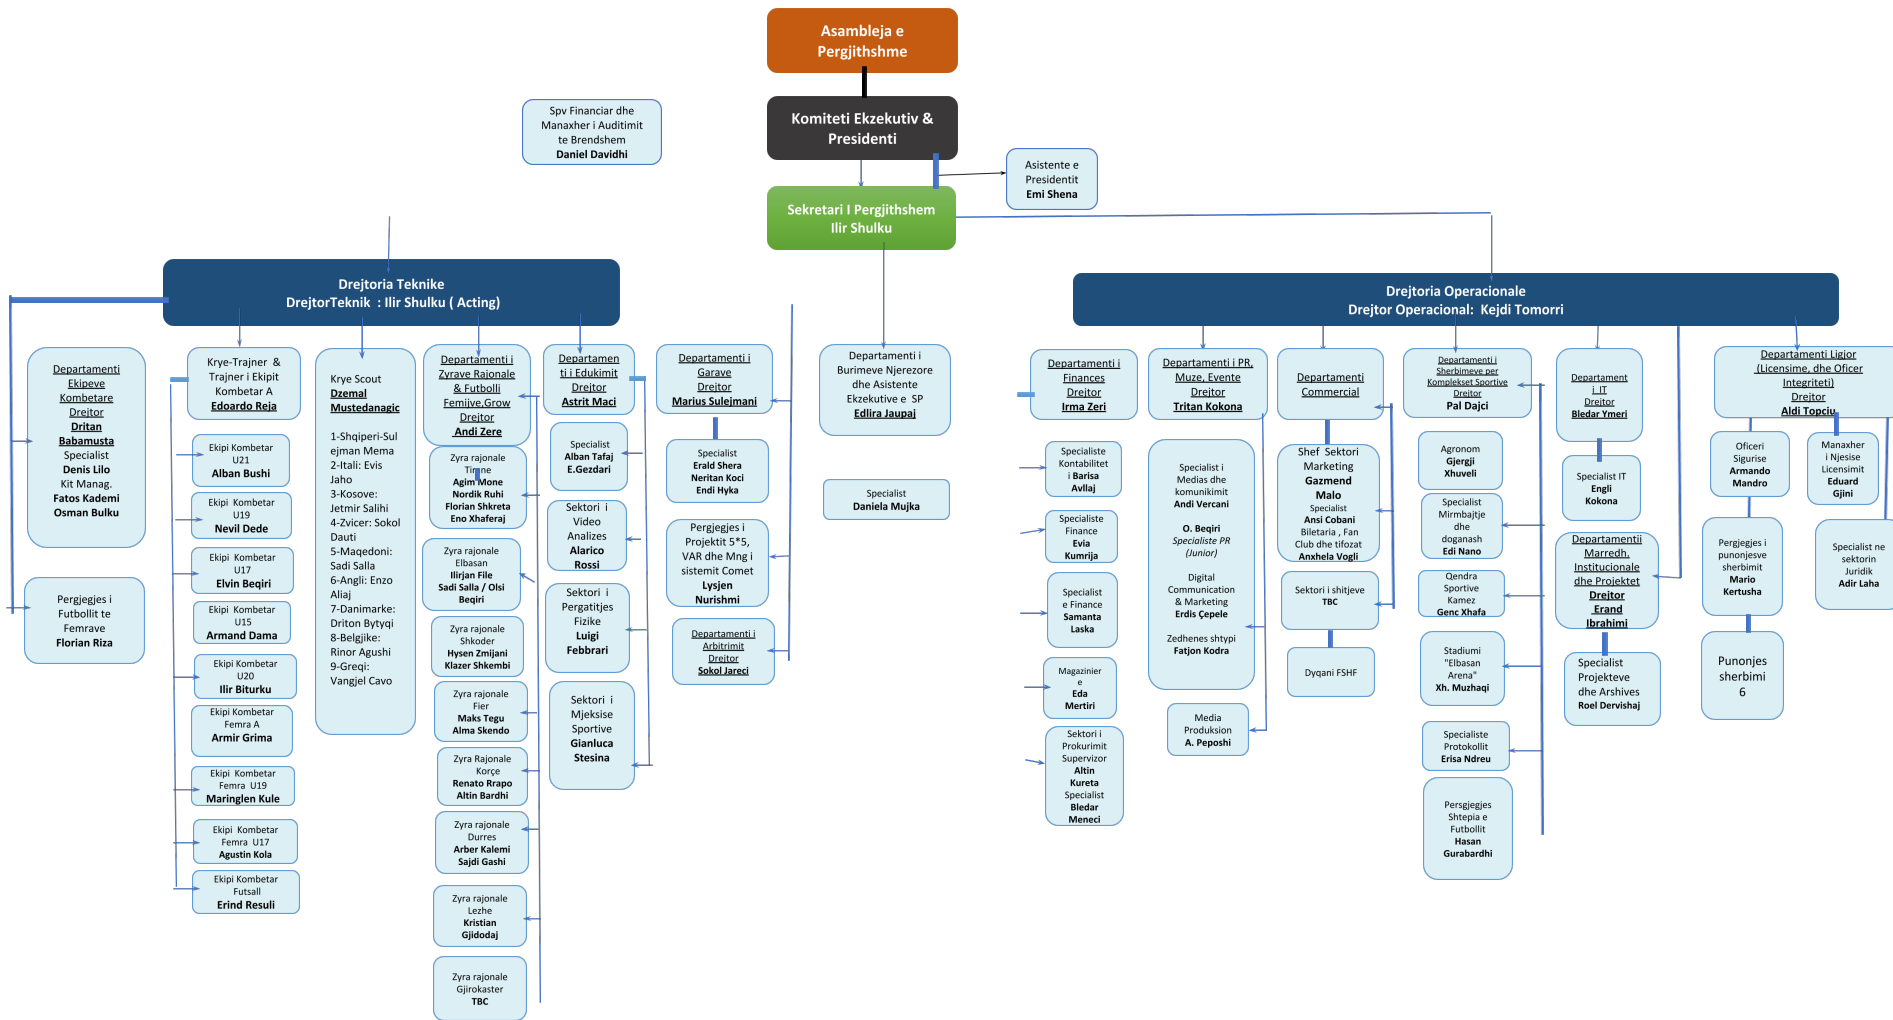 Asambleja e
Pergjithshme
Komiteti Ekzekutiv &
Presidenti
Spv Financiar dhe
Manaxher i Auditimit
te Brendshem
Daniel Davidhi
Asistente e
Presidentit
Emi Shena
Sekretari I Pergjithshem
Ilir Shulku
Drejtoria Teknike
DrejtorTeknik : Ilir Shulku ( Acting)
Drejtoria Operacionale
Drejtor Operacional: Kejdi Tomorri
Departamenti
Ekipeve
Kombetare
Drejtor
Dritan
Babamusta
Specialist
Denis Lilo
Kit Manag.
Fatos Kademi
Osman Bulku
Pergjegjes i
Futbollit te
Femrave
Florian Riza
Krye-Trajner &
Trajner i Ekipit
Kombetar A
Edoardo Reja
Ekipi Kombetar
U21
Alban Bushi
Ekipi Kombetar
U19
Nevil Dede
Ekipi Kombetar
U17
Elvin Beqiri
Ekipi Kombetar
U15
Armand Dama
Ekipi Kombetar
U20
Ilir Biturku
Ekipi Kombetar
Femra A
Armir Grima
Ekipi Kombetar
Femra U19
Maringlen Kule
Ekipi Kombetar
Femra U17
Agustin Kola
Ekipi Kombetar
Futsall
Erind Resuli
Krye Scout
Dzemal
Mustedanagic
1-Shqiperi-Sul
ejman Mema
2-Itali: Evis
Jaho
3-Kosove:
Jetmir Salihi
4-Zvicer: Sokol
Dauti
5-Maqedoni:
Sadi Salla
6-Angli: Enzo
Aliaj
7-Danimarke:
Driton Bytyqi
8-Belgjike:
Rinor Agushi
9-Greqi:
Vangjel Cavo
Departamenti i
Zyrave Rajonale
& Futbolli
Femijve,Grow
Drejtor
Andi Zere
Zyra rajonale
Tirane
Agim Mone
Nordik Ruhi
Florian Shkreta
Eno Xhaferaj
Zyra rajonale
Elbasan
Ilirjan File
Sadi Salla / Olsi
Beqiri
Zyra rajonale
Shkoder
Hysen Zmijani
Klazer Shkembi
Zyra rajonale
Fier
Maks Tegu
Alma Skendo
Zyra Rajonale
Korçe
Renato Rrapo
Altin Bardhi
Zyra rajonale
Durres
Arber Kalemi
Sajdi Gashi
Zyra rajonale
Lezhe
Kristian
Gjidodaj
Zyra rajonale
Gjirokaster
TBC
Departamen
ti i Edukimit
Drejtor
Astrit Maci
Specialist
Alban Tafaj
E.Gezdari
Sektori i
Video
Analizes
Alarico
Rossi
Sektori i
Pergatitjes
Fizike
Luigi
Febbrari
Sektori i
Mjeksise
Sportive
Gianluca
Stesina
Departamenti i
Garave
Drejtor
Marius Sulejmani
Specialist
Erald Shera
Neritan Koci
Endi Hyka
Pergjegjes i
Projektit 5*5,
VAR dhe Mng i
sistemit Comet
Lysjen
Nurishmi
Departamenti i
Arbitrimit
Drejtor
Sokol Jareci
Departamenti i
Burimeve Njerezore
dhe Asistente
Ekzekutive e SP
Edlira Jaupaj
Specialist
Daniela Mujka
Departamenti i
Finances
Drejtor
Irma Zeri
Specialiste
Kontabilitet
i Barisa
Avllaj
Specialiste
Finance
Evia
Kumrija
Specialist
e Finance
Samanta
Laska
Magazinier
e
Eda
Mertiri
Sektori i
Prokurimit
Supervizor
Altin
Kureta
Specialist
Bledar
Meneci
Departamenti i PR,
Muze, Evente
Drejtor
Tritan Kokona
Specialist i
Medias dhe
komunikimit
Andi Vercani
O. Beqiri
Specialiste PR
(Junior)
Digital
Communication
& Marketing
Erdis Çepele
Zedhenes shtypi
Fatjon Kodra
Media
Produksion
A. Peposhi
Departamenti
Commercial
Shef Sektori
Marketing
Gazmend
Malo
Specialist
Ansi Cobani
Biletaria , Fan
Club dhe tifozat
Anxhela Vogli
Sektori i shitjeve
TBC
Dyqani FSHF
Departamenti i
Sherbimeve per
Komplekset Sportive
Drejtor
Pal Dajci
Agronom
Gjergji
Xhuveli
Specialist
Mirmbajtje
dhe
doganash
Edi Nano
Qendra
Sportive
Kamez
Genc Xhafa
Stadiumi
"Elbasan
Arena"
Xh. Muzhaqi
Specialiste
Protokollit
Erisa Ndreu
Persgjegjes
Shtepia e
Futbollit
Hasan
Gurabardhi
Departament
i IT
Drejtor
Bledar Ymeri
Specialist IT
Engli
Kokona
Departamentii
Marredh.
Institucionale
dhe Projektet
Drejtor
Erand
Ibrahimi
Specialist
Projekteve
dhe Arshives
Roel Dervishaj
Departamenti Ligjor
(Licensime, dhe Oficer
Integriteti)
Drejtor
Aldi Topciu
Oficeri
Sigurise
Armando
Mandro
Pergjegjes i
punonjesve
sherbimit
Mario
Kertusha
Punonjes
sherbimi
6
Manaxher
i Njesise
Licensimit
Eduard
Gjini
Specialist ne
sektorin
Juridik
Adir Laha